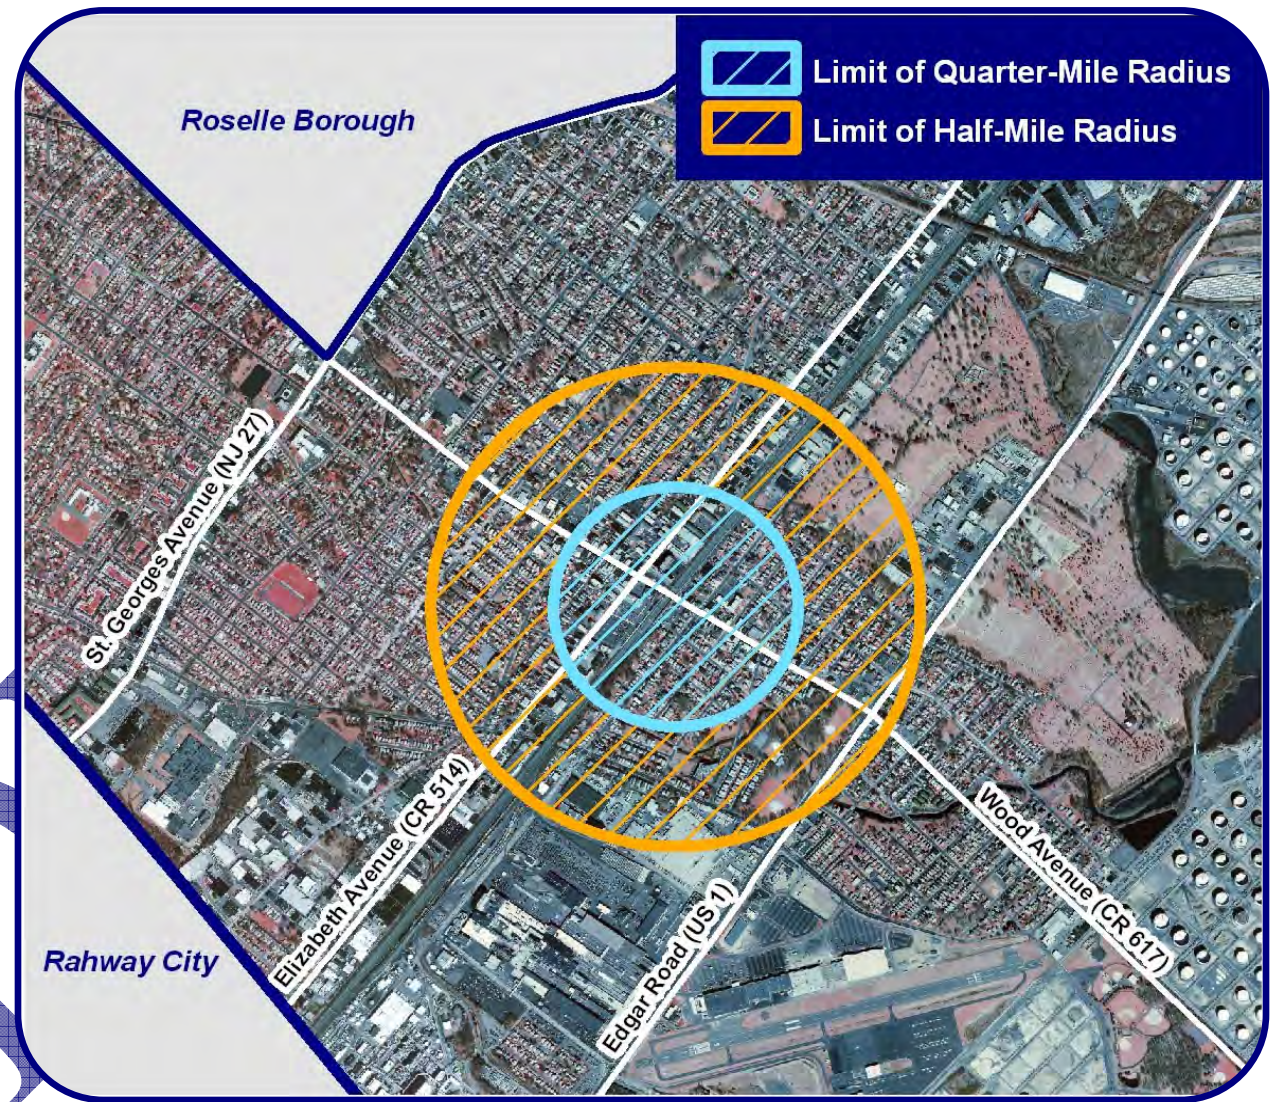 Limit of Quarter-Mile Radius
Limit of Half-Mile Radius
Roselle Borough
St. Georges Avenue (NJ 27)
Elizabeth Avenue (CR 514)
Edgar Road (US 1)
Wood Avenue (CR 617)
Rahway City